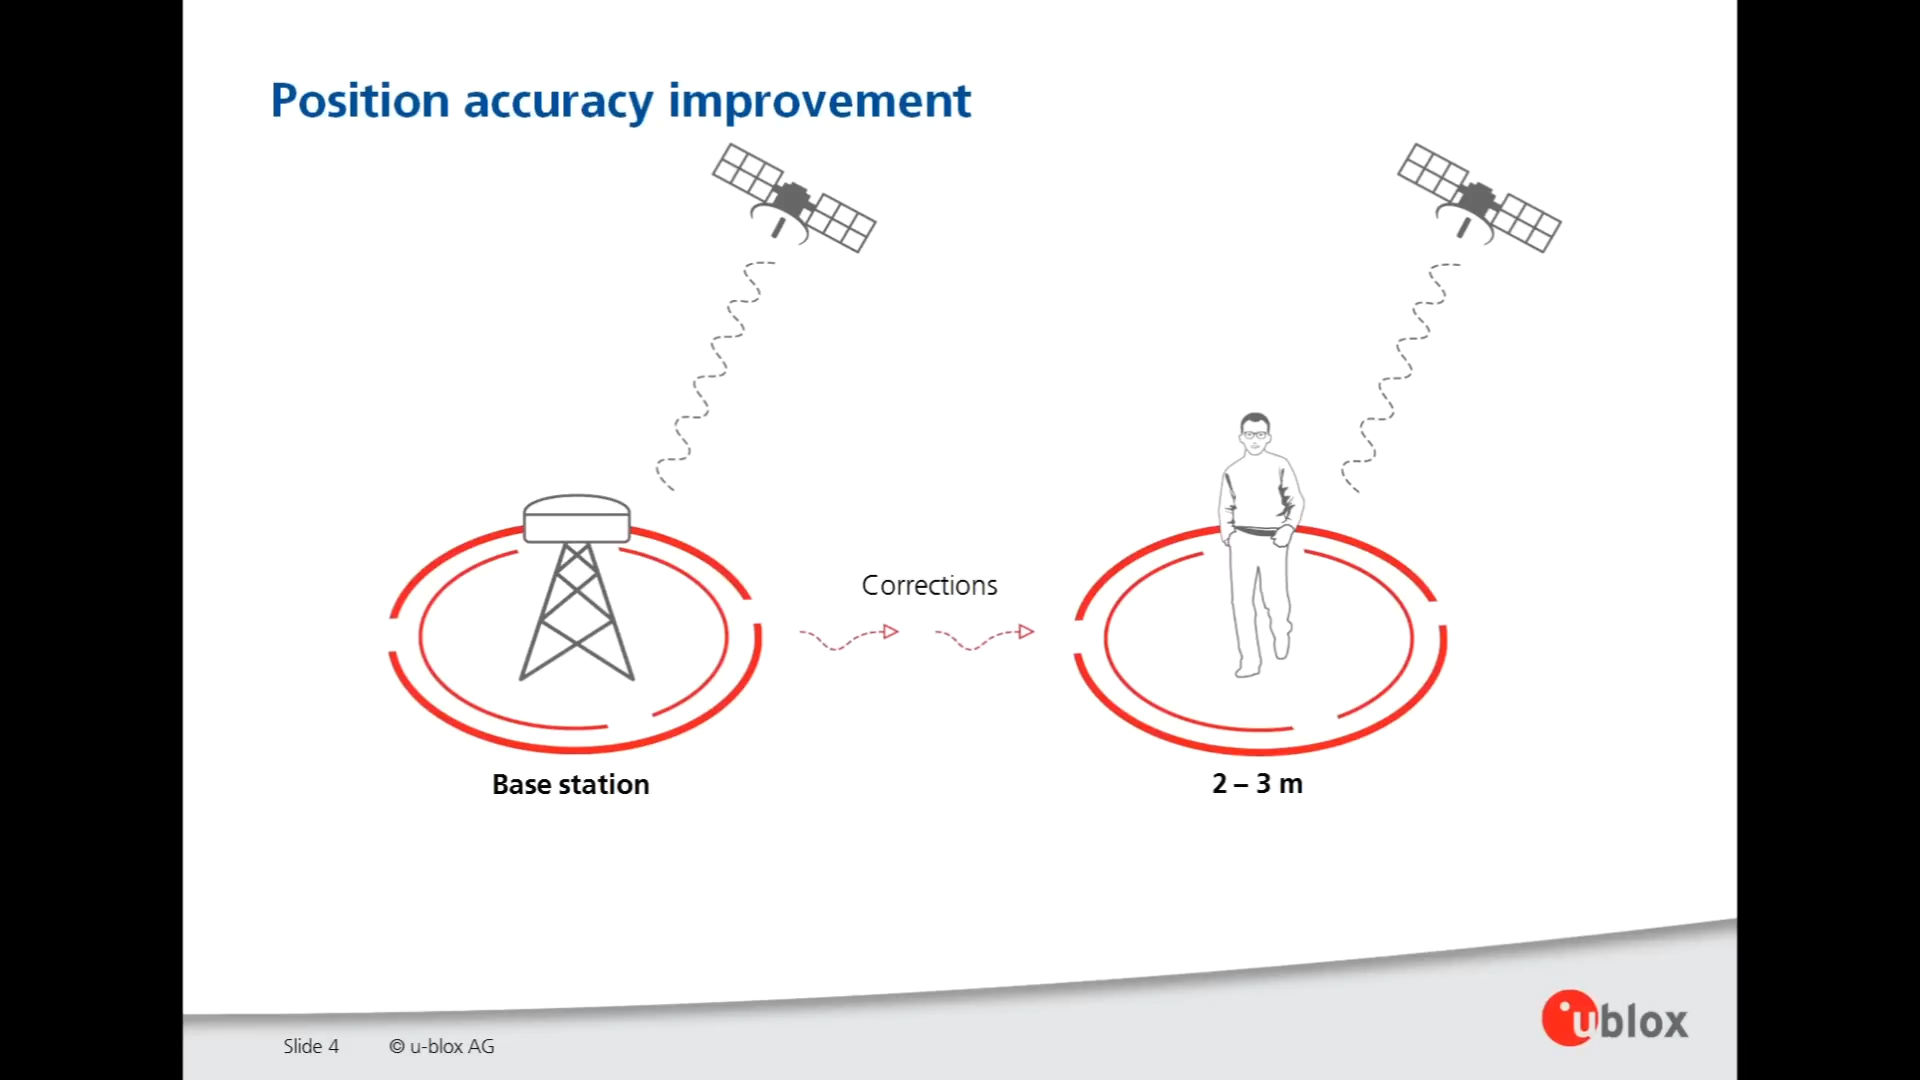 Position accuracy improvement
Corrections
Base station
2 – 3 m
Slide 4
© u-blox AG
ublox